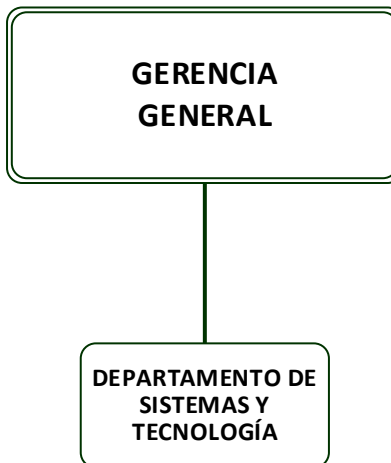 GERENCIA
GENERAL
DEPARTAMENTO DE
SISTEMAS Y
TECNOLOGÍA